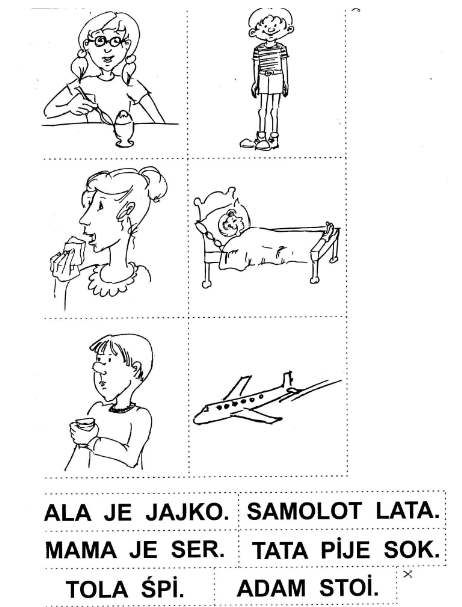 ALA JE JAJKO. SAMOLOT LATA.
MAMA JE SER. TATA PİJE SOK.
TOLA ŚPİ. ADAM STOİ.